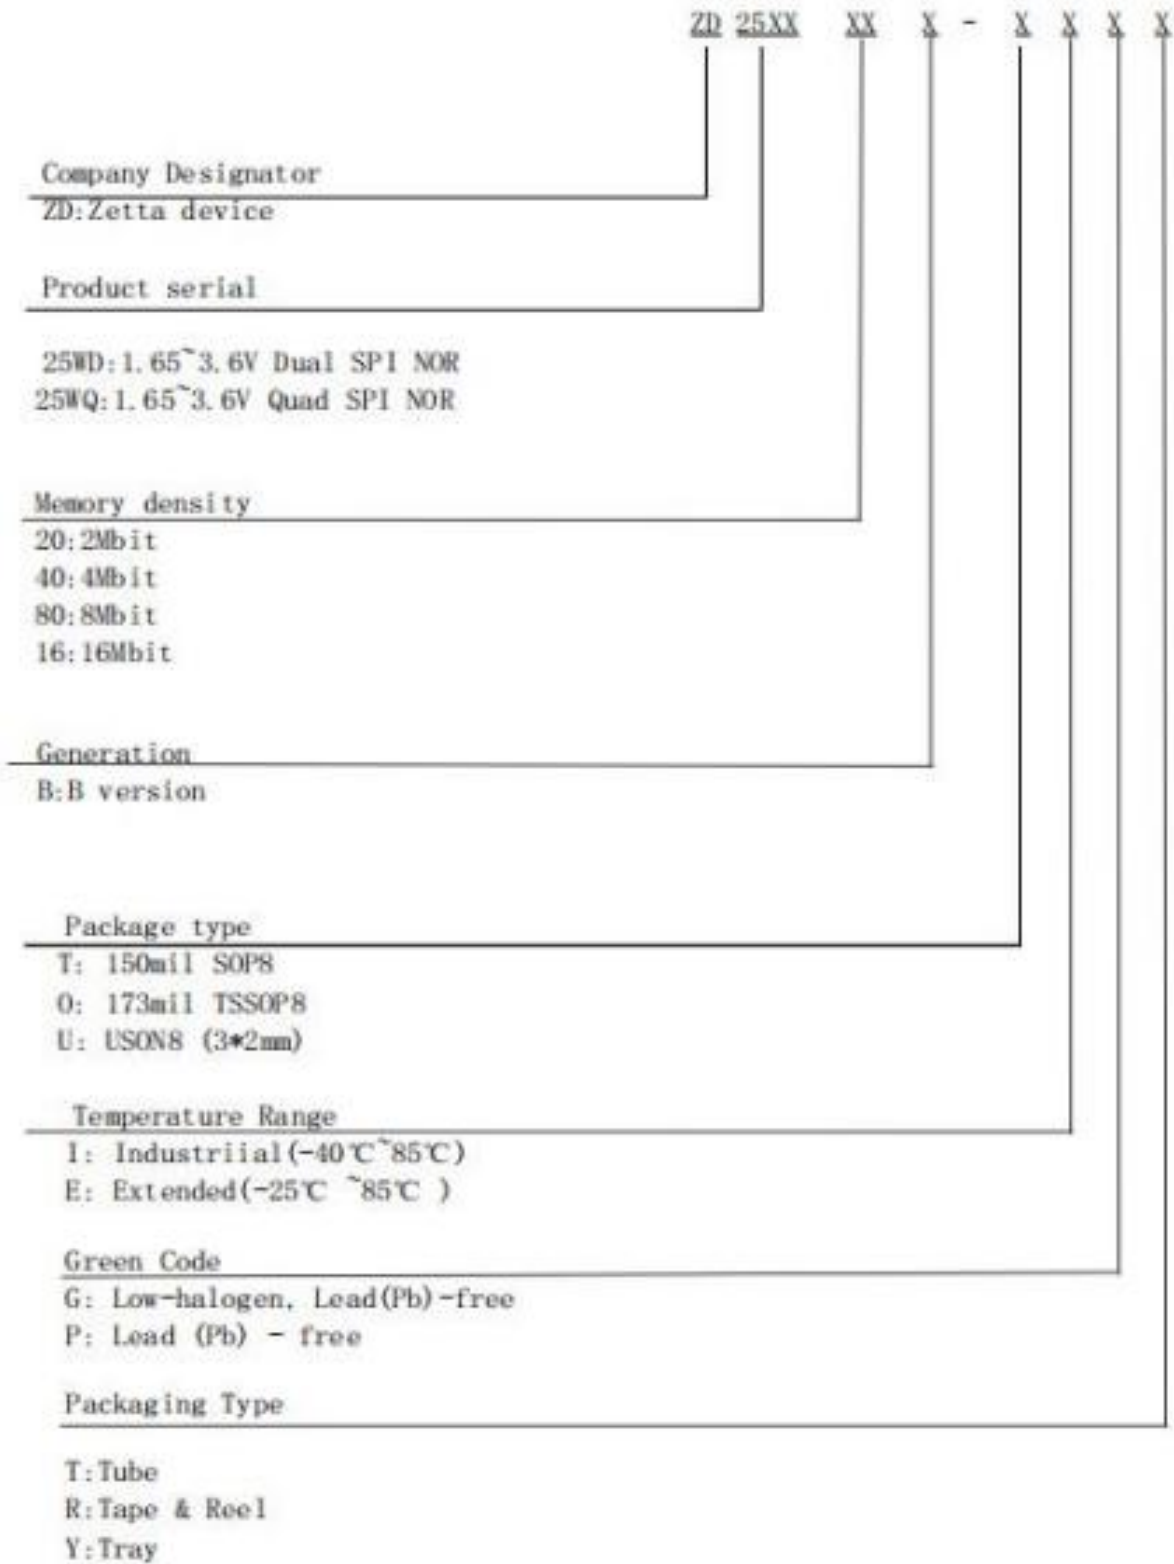 ZD 25XX XX X - X X X X
Company Designator
ZD:Zetta device
Product serial
25WD:1.65~3.6V Dual SPI NOR
25WQ:1.65~3.6V Quad SPI NOR
Memory density
20:2Mbit
40:4Mbit
80:8Mbit
16:16Mbit
Generation
B:B version
Package type
T: 150mil SOP8
O: 173mil TSSOP8
U: USON8 (3*2mm)
Temperature Range
I: Industriial(-40℃~85℃)
E: Extended(-25℃ ~85℃ )
Green Code
G: Low-halogen, Lead(Pb)-free
P: Lead (Pb) - free
Packaging Type
T:Tube
R:Tape & Reel
Y:Tray